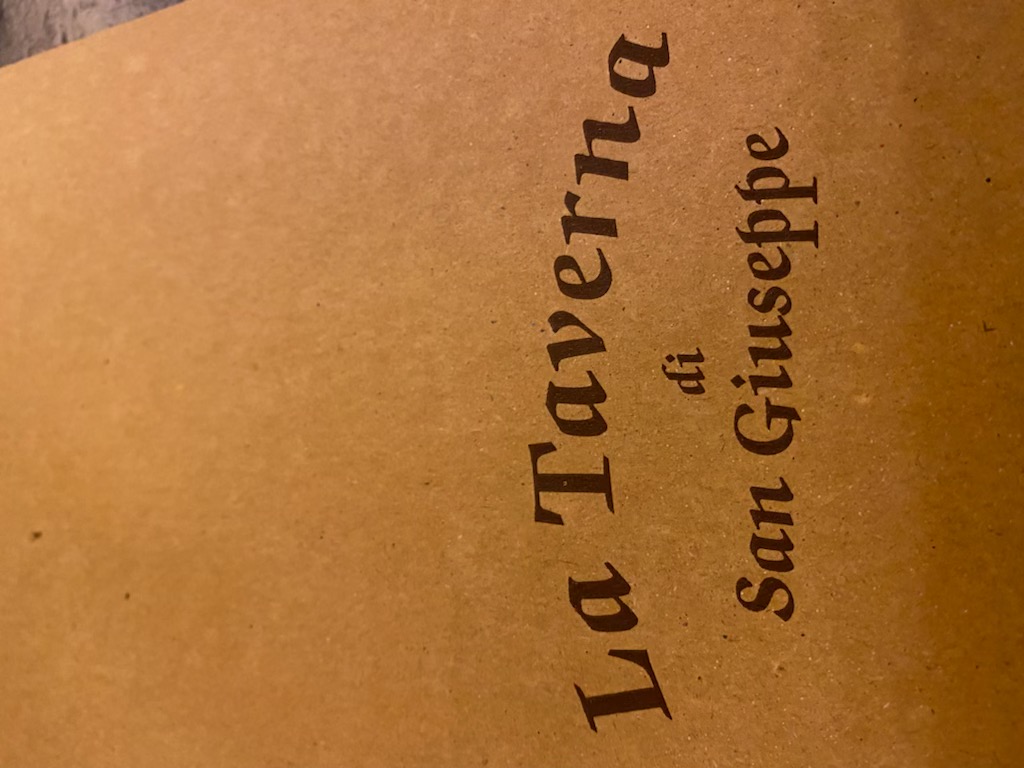 La Taverna
di
San Giuseppe